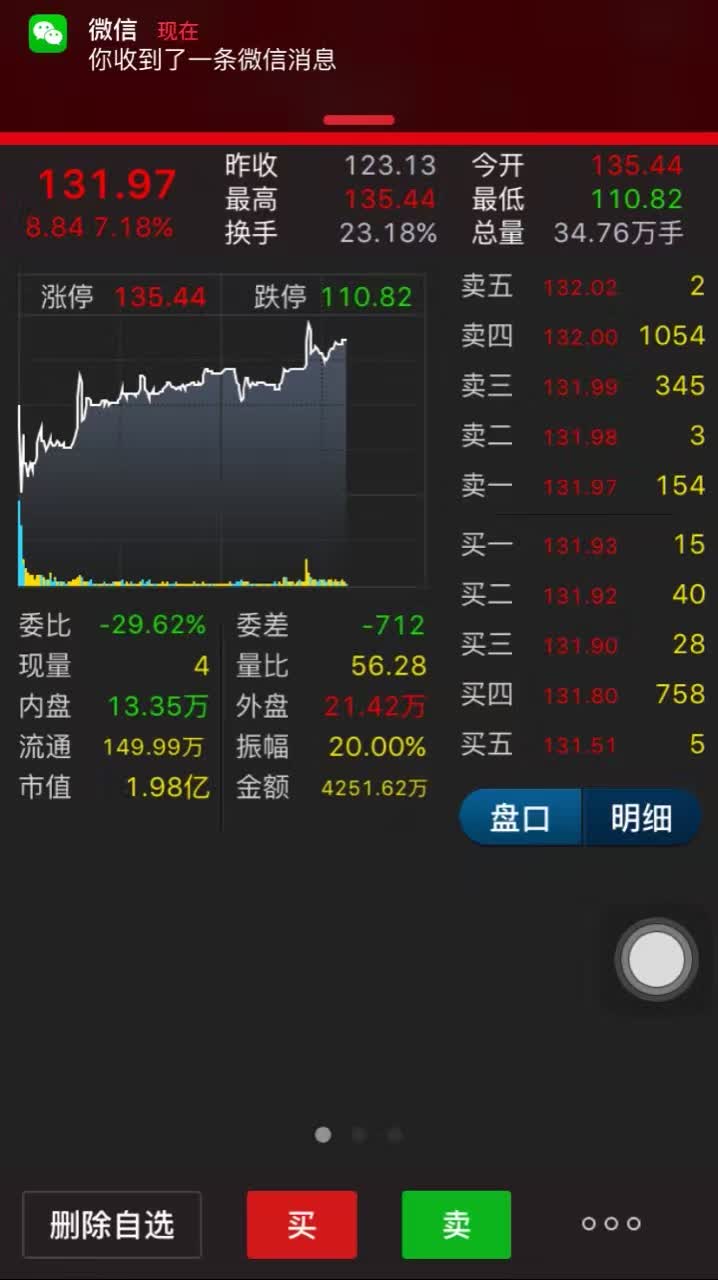 微信 现在
你收到了一条微信消息
131.97
8.84 7.18%
昨收 123.13 今开 135.44
最高 135.44 最低 110.82
换手 23.18% 总量 34.76万手
涨停 135.44 跌停 110.82
卖五 132.02 2
卖四 132.00 1054
卖三 131.99 345
卖二 131.98 3
卖一 131.97 154
买一 131.93 15
买二 131.92 40
买三 131.90 28
买四 131.80 758
买五 131.51 5
委比 -29.62% 委差 -712
现量 4 量比 56.28
内盘 13.35万 外盘 21.42万
流通 149.99万 振幅 20.00%
市值 1.98亿 金额 4251.62万
盘口 明细
删除自选 买 卖